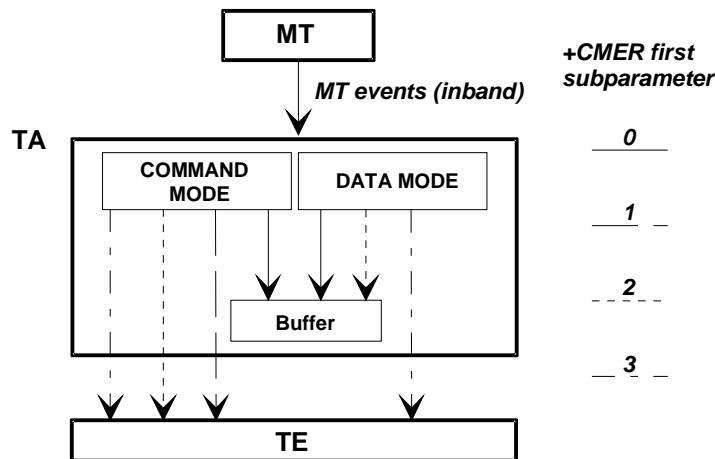 MT
+CMER first
subparameter
MT events (inband)
TA
0
COMMAND
MODE
DATA MODE
1
2
Buffer
3
TE